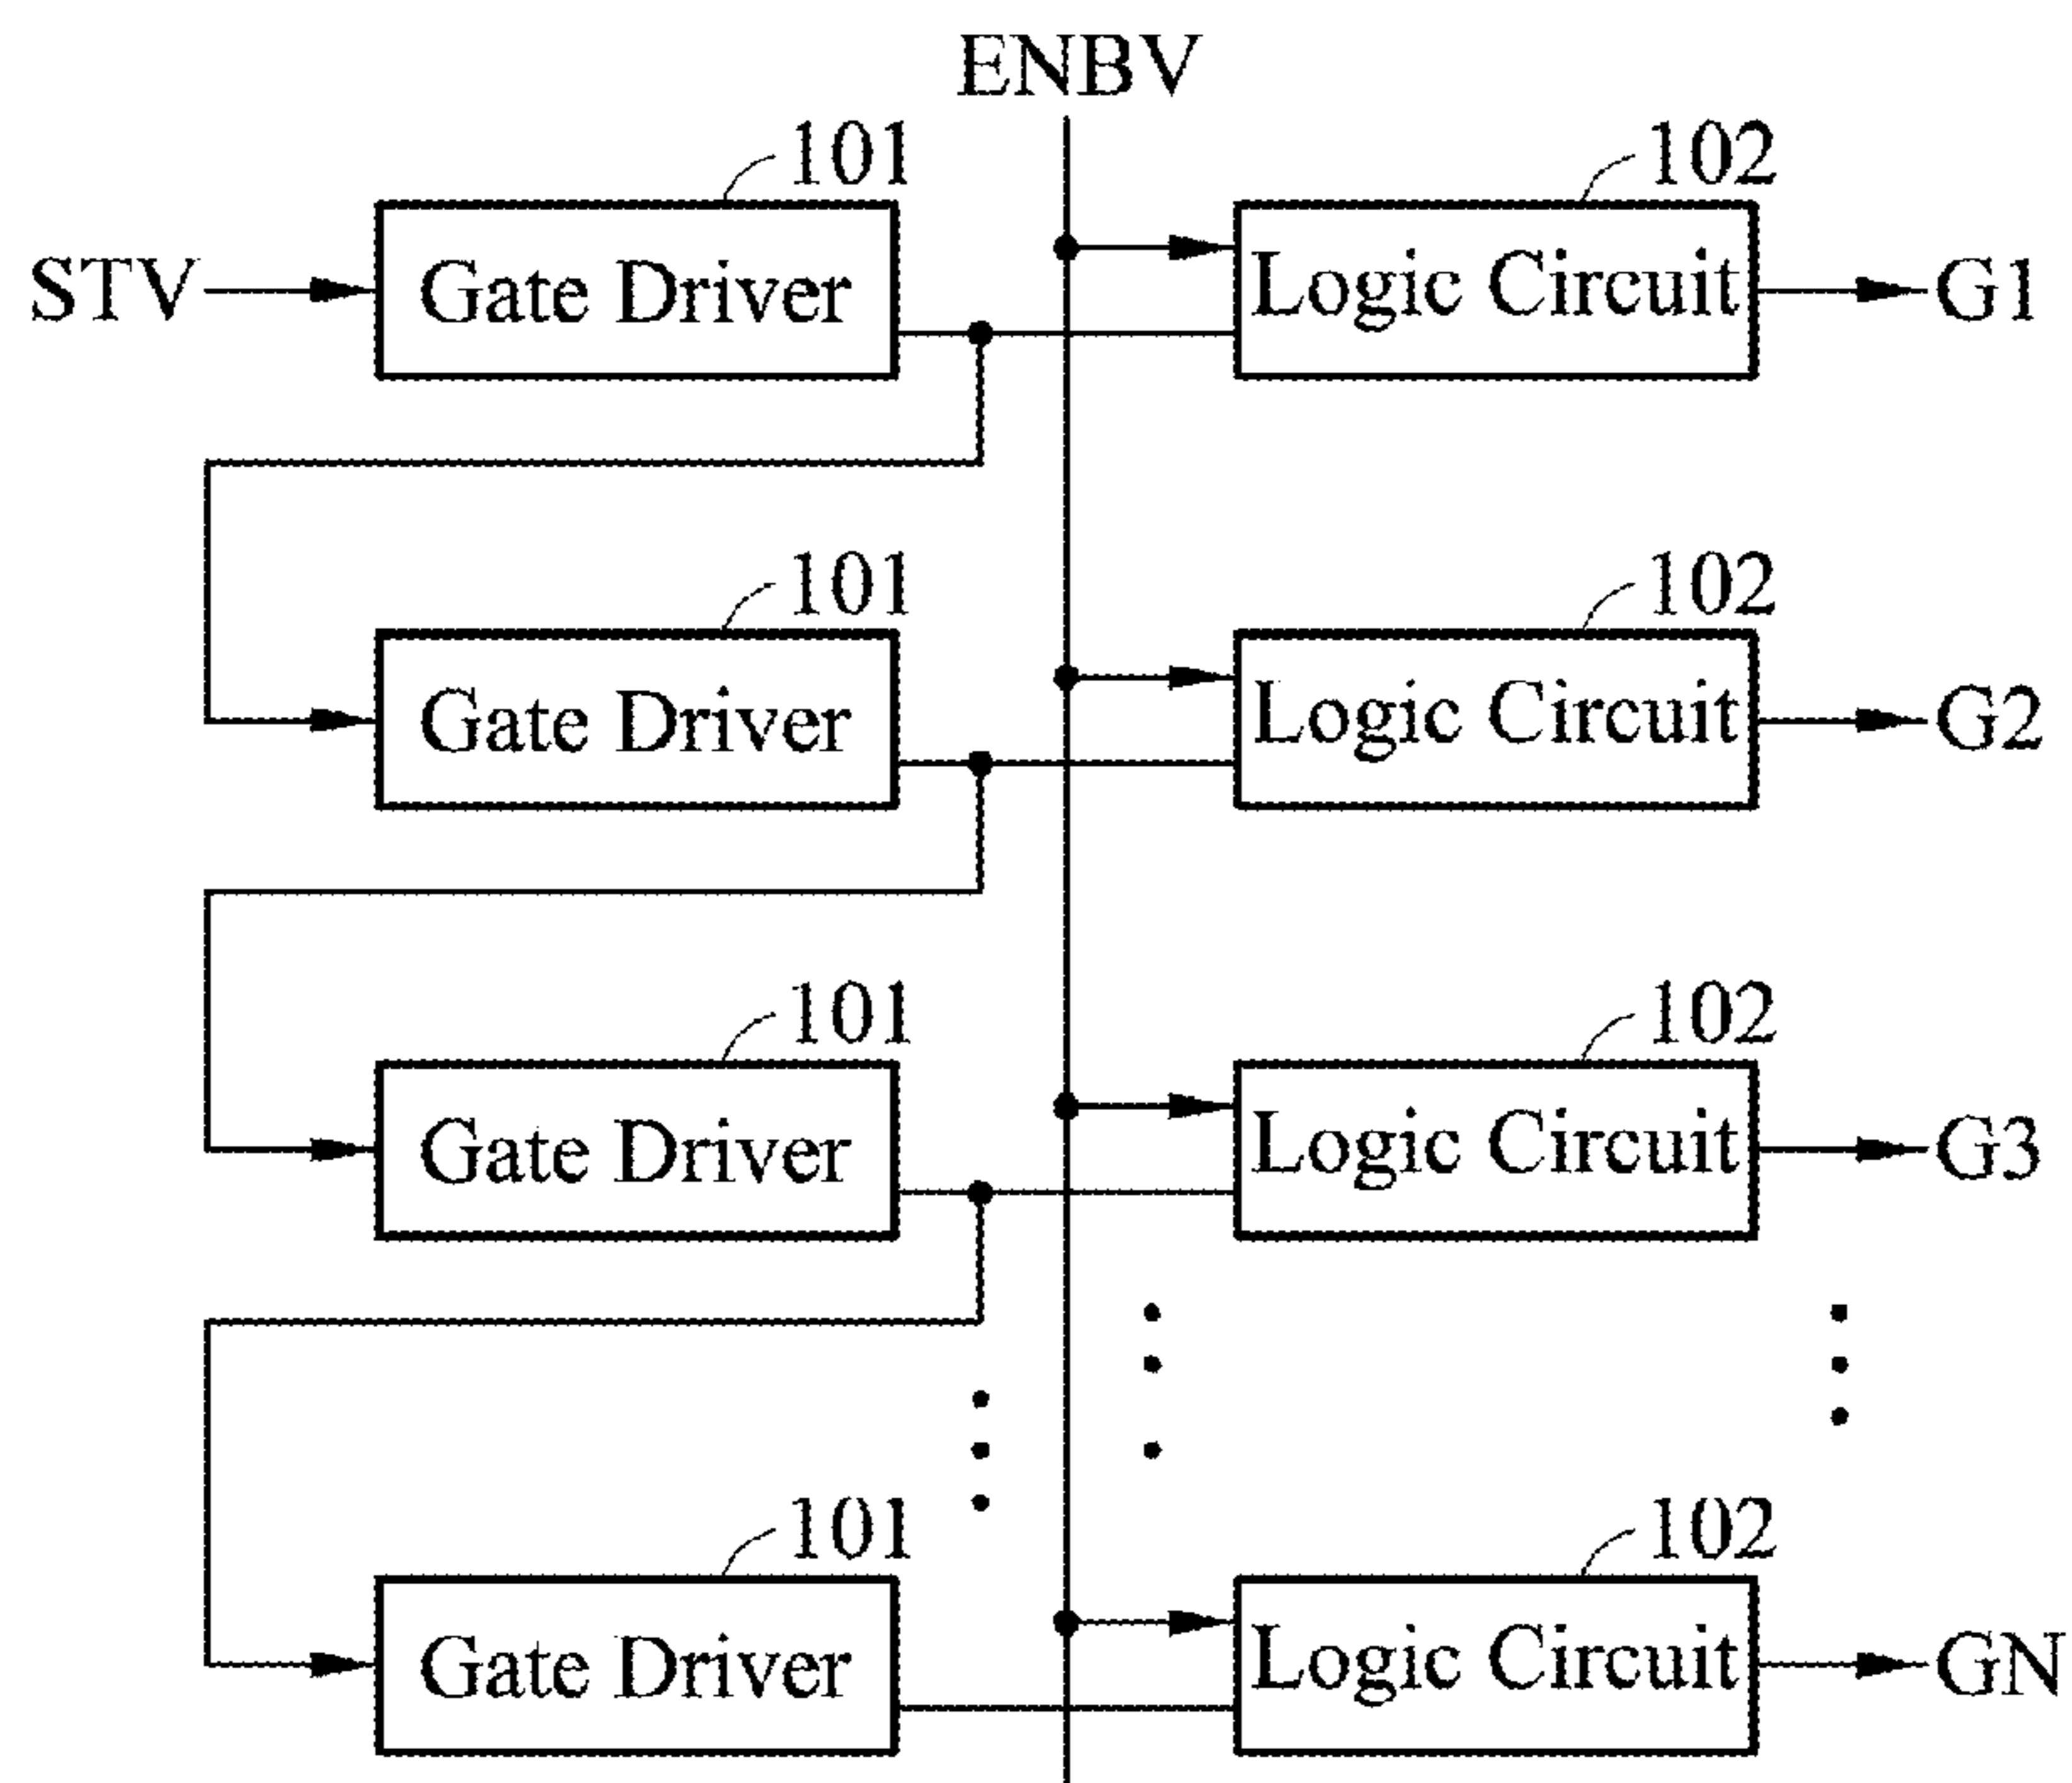 ENBV
101
102
STV
Gate Driver
Logic Circuit
G1
101
102
Gate Driver
Logic Circuit
G2
101
102
Gate Driver
Logic Circuit
G3
101
102
Gate Driver
Logic Circuit
GN